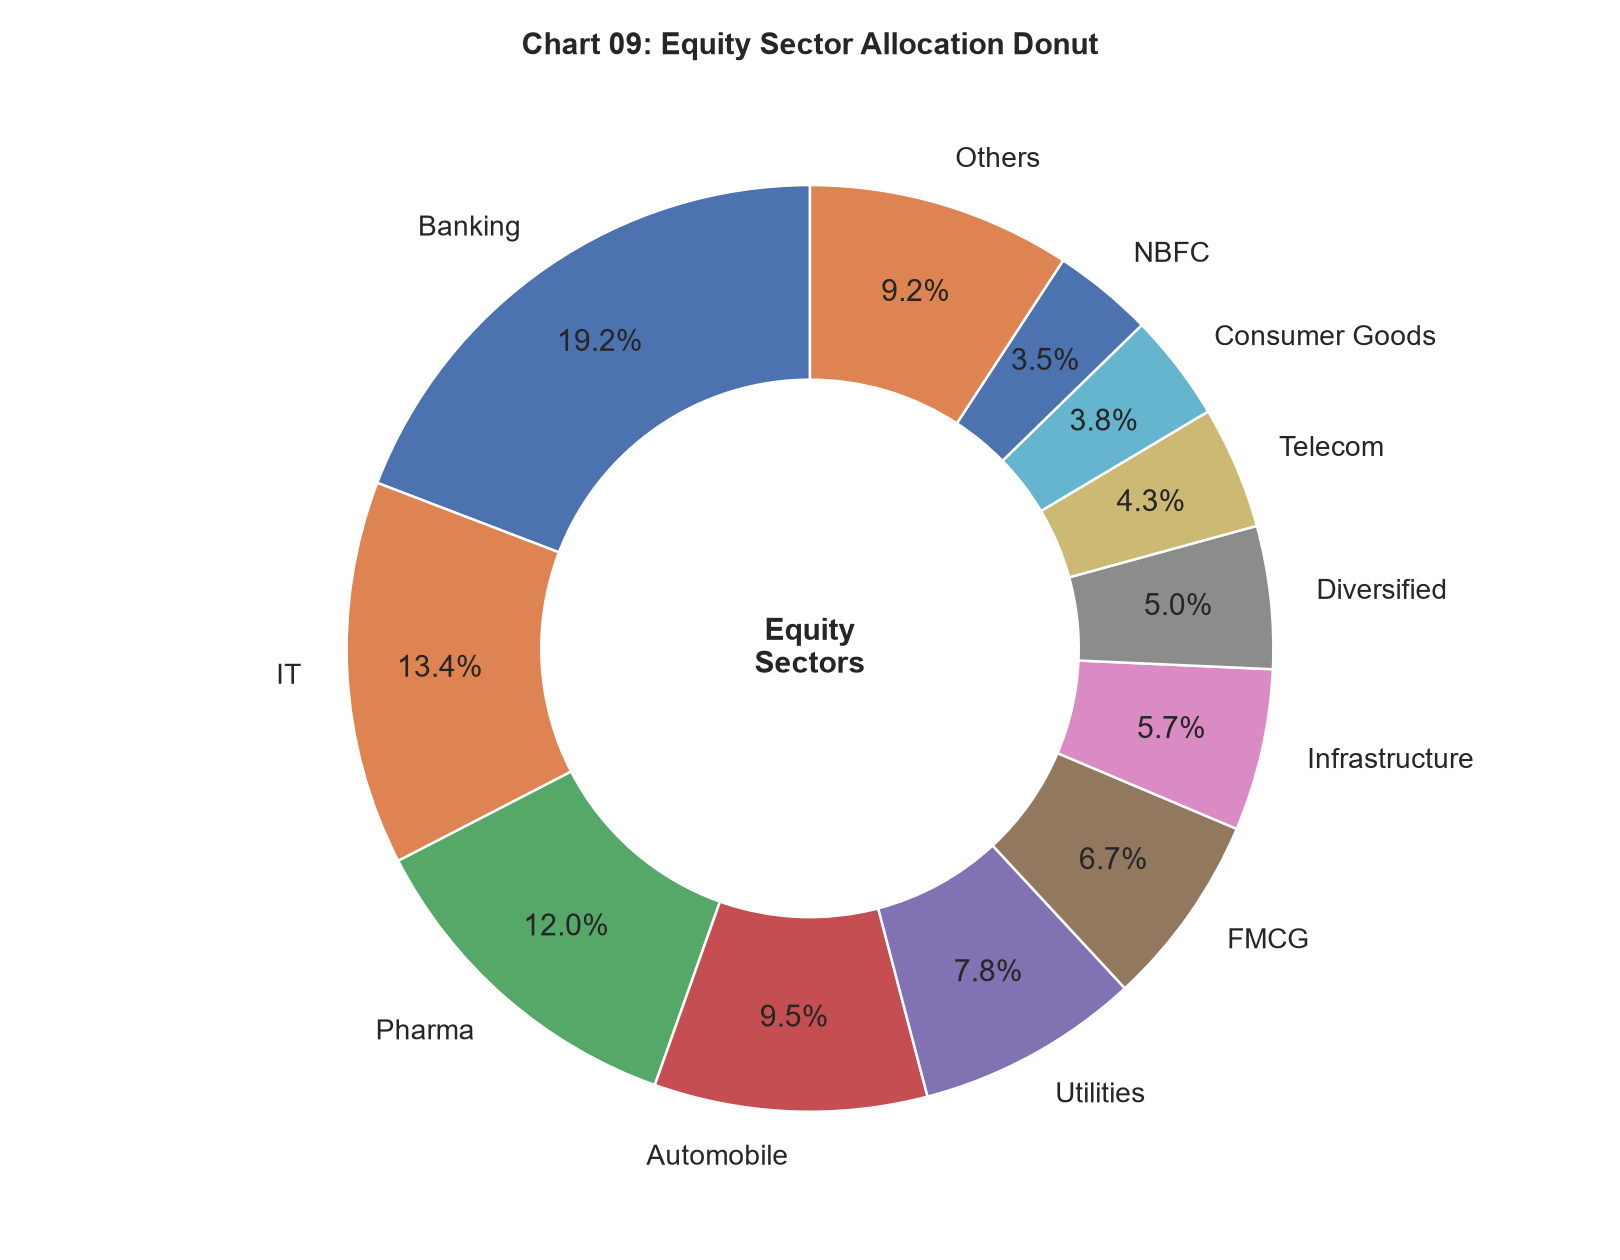 Chart 09: Equity Sector Allocation Donut
Others
NBFC
Banking
9.2%
Consumer Goods
19.2%
3.5%
3.8%
Telecom
4.3%
Diversified
5.0%
Equity
Sectors
13.4%
IT
5.7%
Infrastructure
6.7%
12.0%
FMCG
7.8%
9.5%
Pharma
Utilities
Automobile